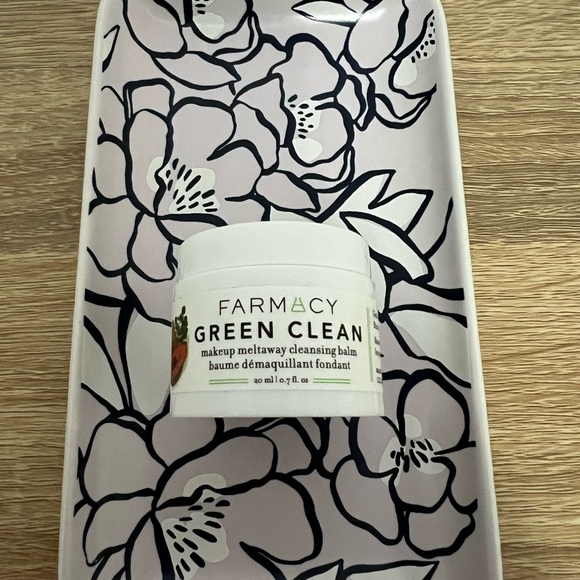 FARMACY
GREEN CLEAN
makeup meltaway cleansing balm
baume démaquillant fondant
20 ml | 0.7 fl. oz